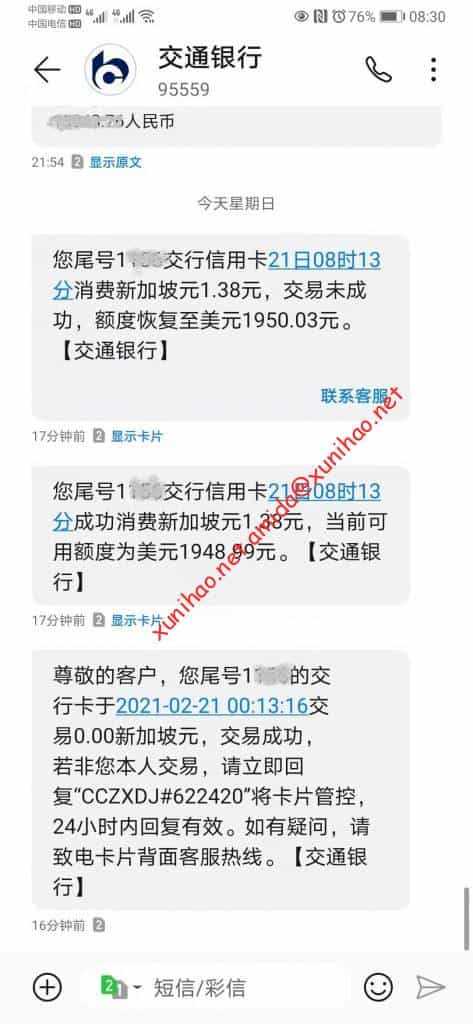 中国移动 HD
中国电信 HD
4G 4G 76% 08:30
交通银行
95559
.76人民币
21:54 2 显示原文
今天星期日
您尾号1 交行信用卡21日08时13
分消费新加坡元1.38元，交易未成
功，额度恢复至美元1950.03元。
【交通银行】
联系客服
17分钟前 2 显示卡片
您尾号1 交行信用卡21日08时13
分成功消费新加坡元1.38元，当前可
用额度为美元1948.99元。【交通银
行】
17分钟前 2 显示卡片
尊敬的客户，您尾号1 的交
行卡于2021-02-21 00:13:16交
易0.00新加坡元，交易成功，
若非您本人交易，请立即回
复“CCZXDJ#622420”将卡片管控，
24小时内回复有效。如有疑问，请
致电卡片背面客服热线。【交通银
行】
16分钟前 2
2 1 短信/彩信
xunihao.net,amida@xunihao.net